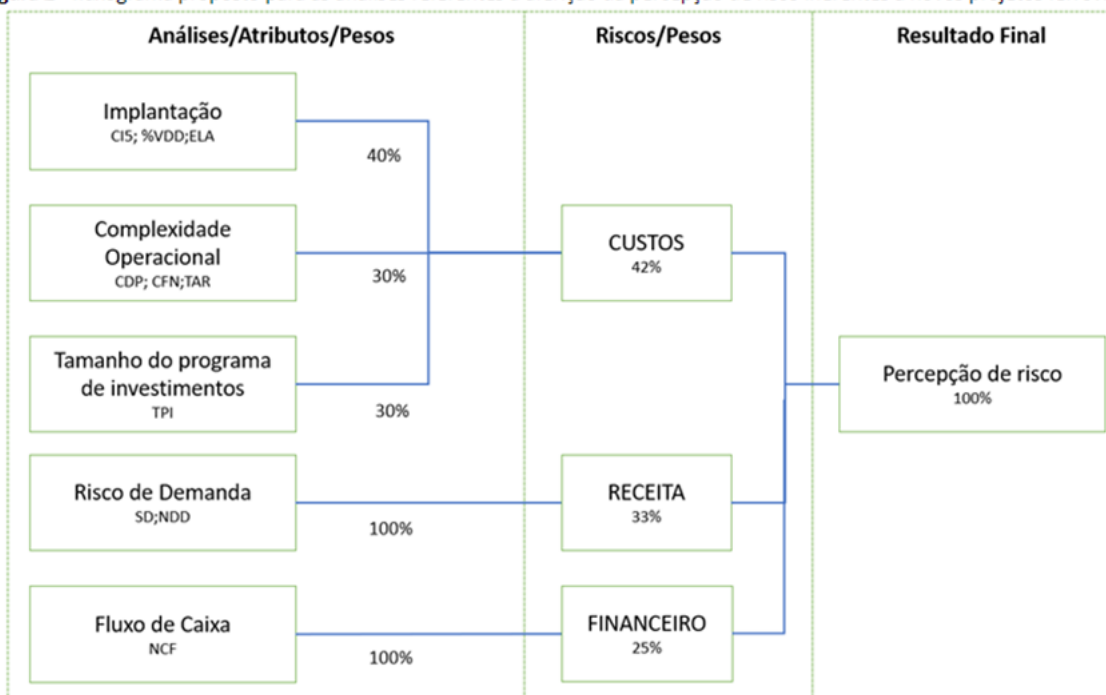 Análises/Atributos/Pesos
Riscos/Pesos
Resultado Final
Implantação
CI5; %VDD;ELA
40%
Complexidade
Operacional
CDP; CFN;TAR
30%
CUSTOS
42%
Tamanho do programa
de investimentos
TPI
30%
Percepção de risco
100%
Risco de Demanda
SD;NDD
100%
RECEITA
33%
Fluxo de Caixa
NCF
100%
FINANCEIRO
25%